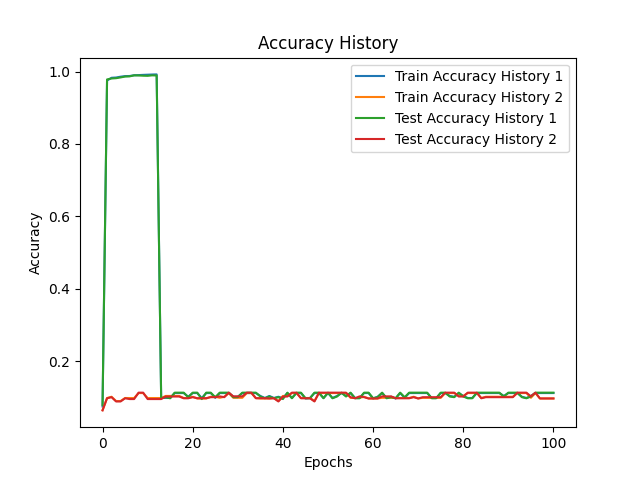 Accuracy History
1.0
0.8
0.6
0.4
0.2
Accuracy
Train Accuracy History 1
Train Accuracy History 2
Test Accuracy History 1
Test Accuracy History 2
0 20 40 60 80 100
Epochs